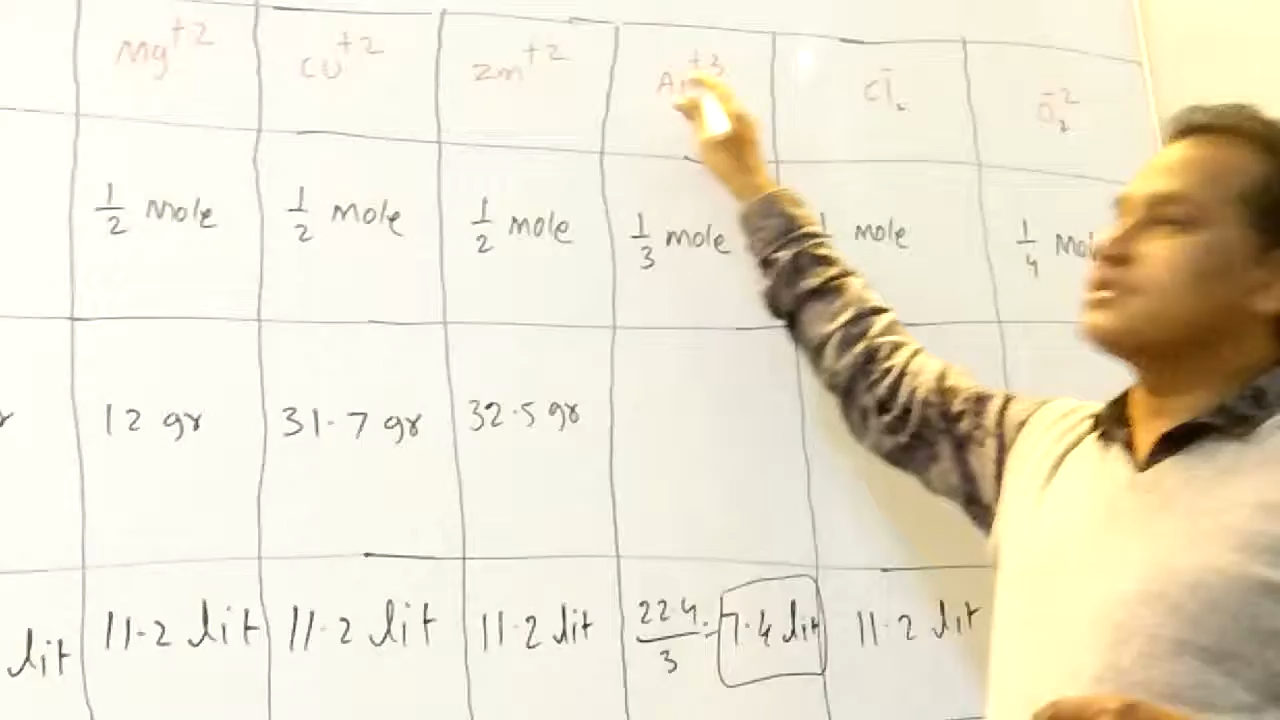 Mg+2 Cu+2 Zn+2 +3 Cl2- O2-2
1/2 Mole 1/2 mole 1/2 mole 1/3 mole mole 1/4
12 gr 31.7 gr 32.5 gr
lit 11.2 lit 11.2 lit 11.2 lit 22.4/3 = 7.4 lit 11.2 lit